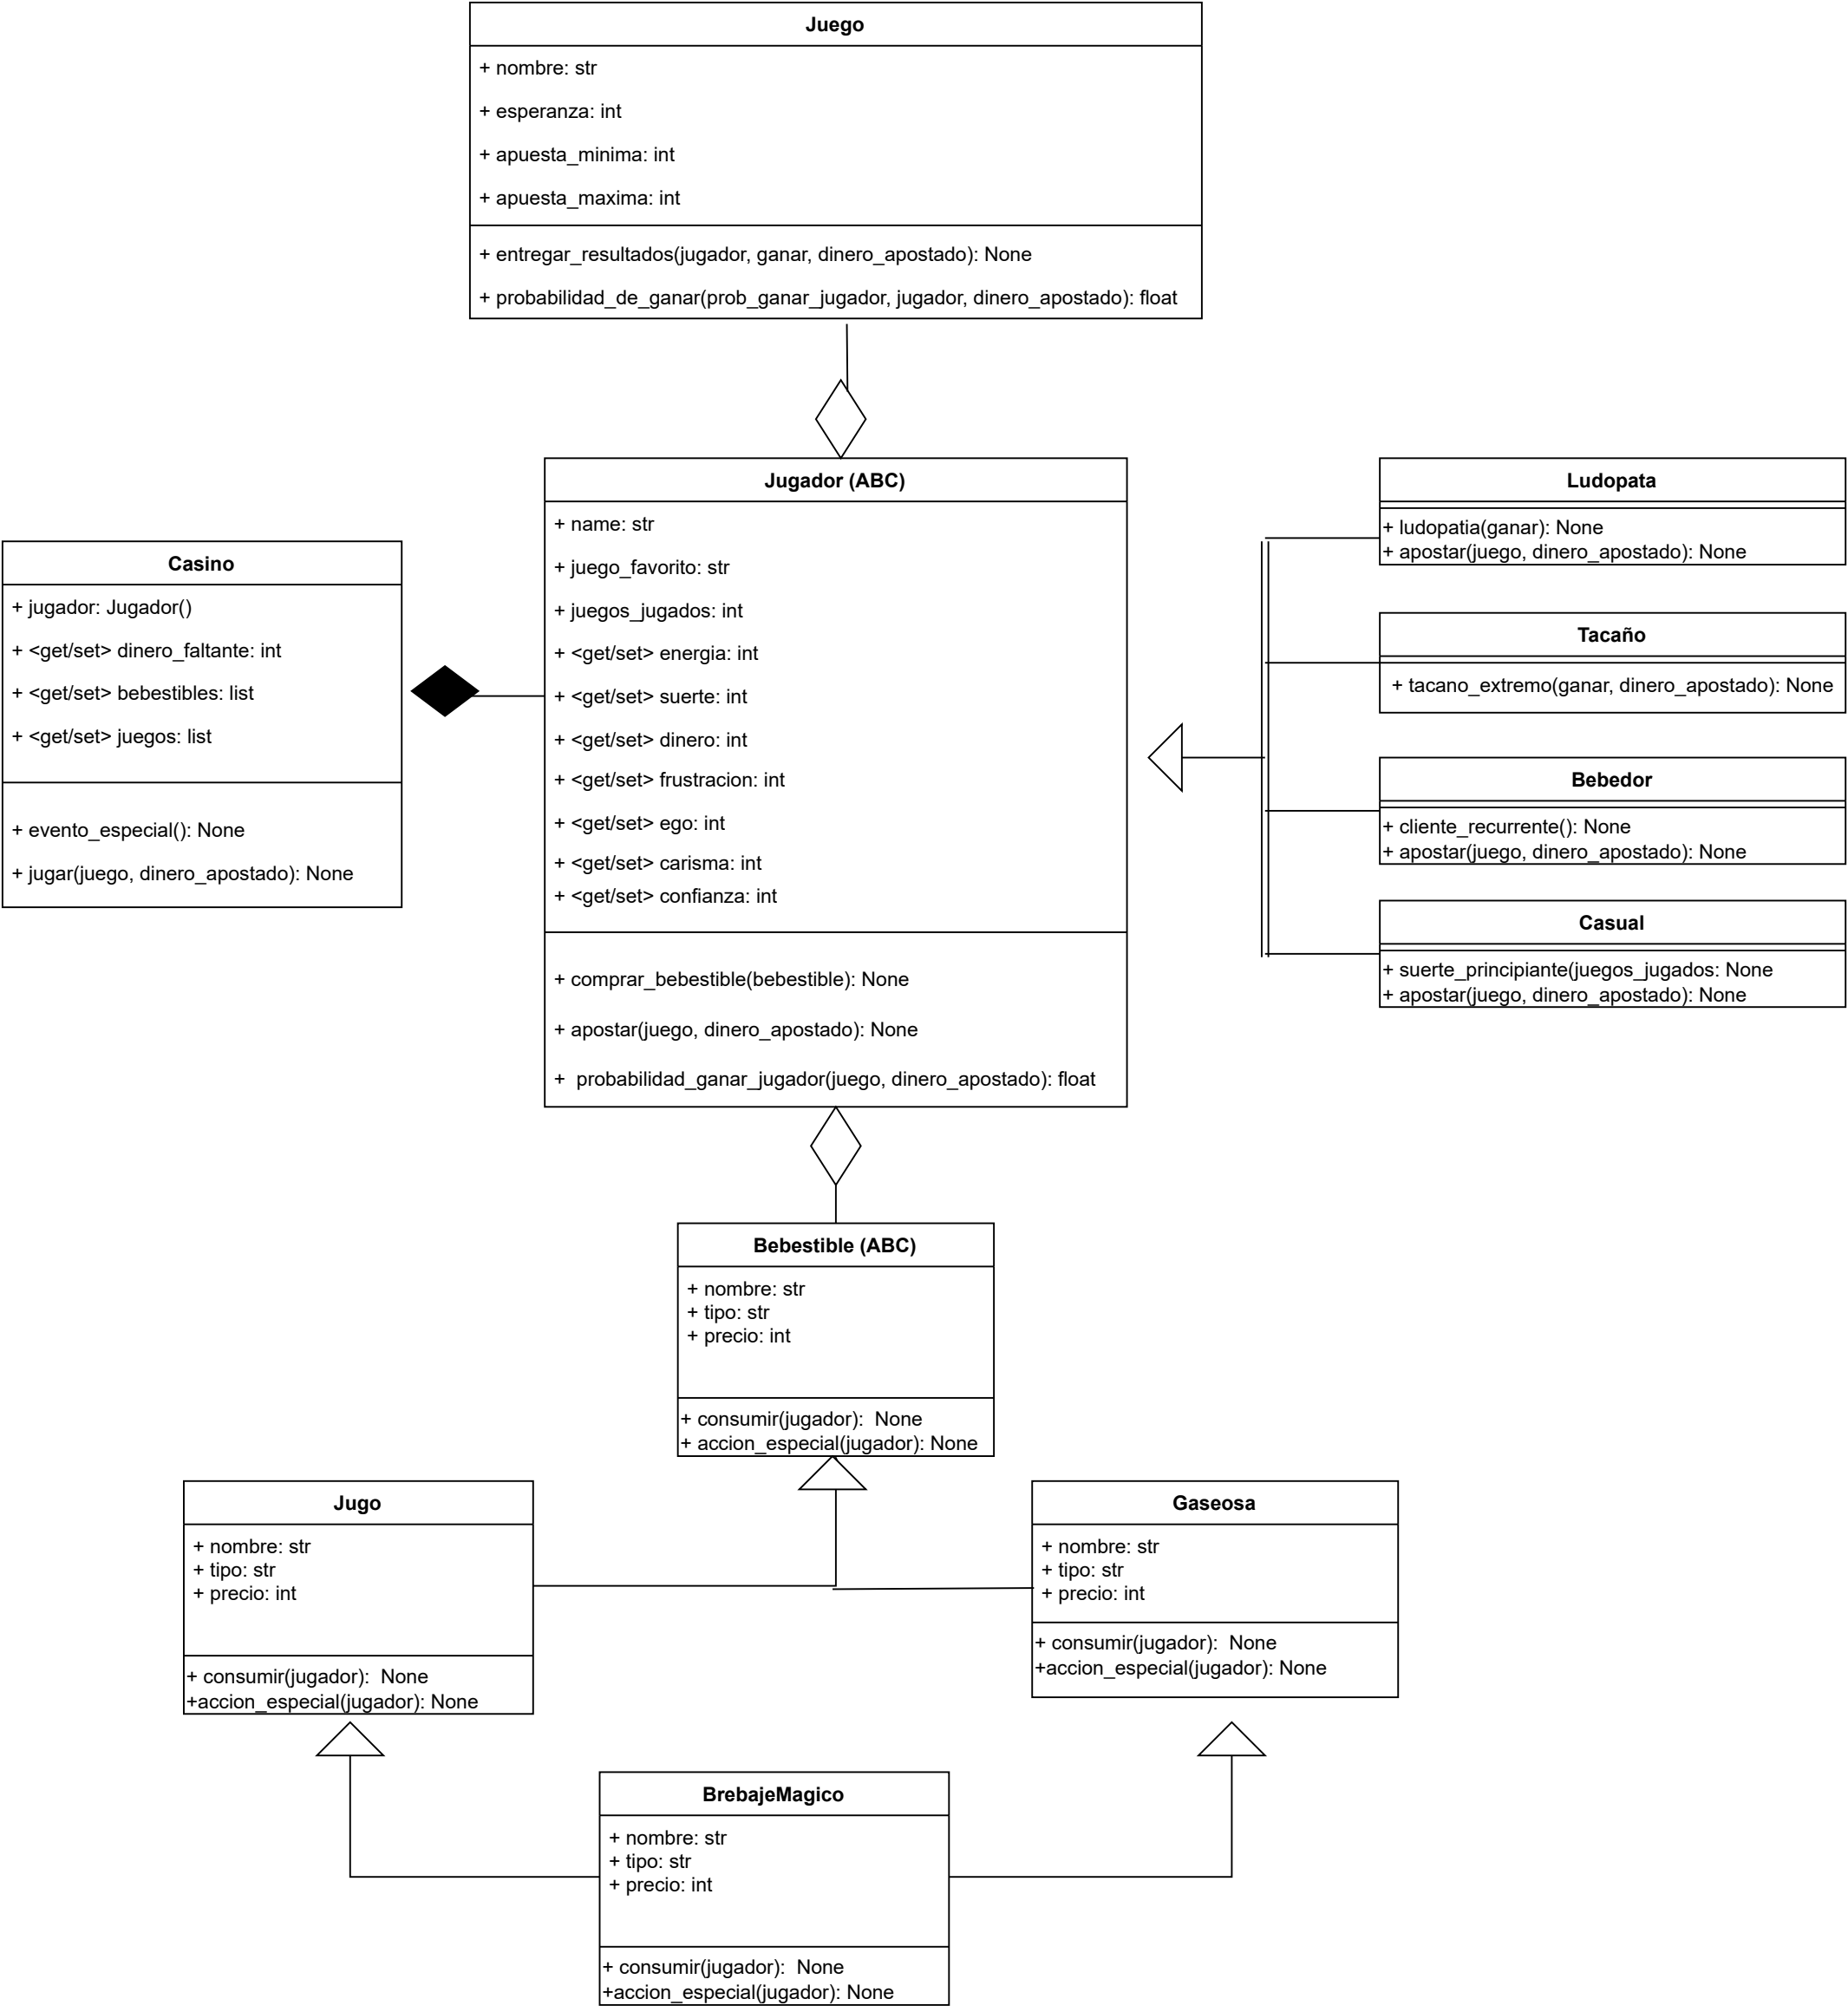 Juego
+ nombre: str
+ esperanza: int
+ apuesta_minima: int
+ apuesta_maxima: int
+ entregar_resultados(jugador, ganar, dinero_apostado): None
+ probabilidad_de_ganar(prob_ganar_jugador, jugador, dinero_apostado): float
Casino
+ jugador: Jugador()
+ <get/set> dinero_faltante: int
+ <get/set> bebestibles: list
+ <get/set> juegos: list
+ evento_especial(): None
+ jugar(juego, dinero_apostado): None
Jugador (ABC)
+ name: str
+ juego_favorito: str
+ juegos_jugados: int
+ <get/set> energia: int
+ <get/set> suerte: int
+ <get/set> dinero: int
+ <get/set> frustracion: int
+ <get/set> ego: int
+ <get/set> carisma: int
+ <get/set> confianza: int
+ comprar_bebestible(bebestible): None
+ apostar(juego, dinero_apostado): None
+  probabilidad_ganar_jugador(juego, dinero_apostado): float
Ludopata
+ ludopatia(ganar): None
+ apostar(juego, dinero_apostado): None
Tacaño
+ tacano_extremo(ganar, dinero_apostado): None
Bebedor
+ cliente_recurrente(): None
+ apostar(juego, dinero_apostado): None
Casual
+ suerte_principiante(juegos_jugados: None
+ apostar(juego, dinero_apostado): None
Bebestible (ABC)
+ nombre: str
+ tipo: str
+ precio: int
+ consumir(jugador):  None
+ accion_especial(jugador): None
Jugo
+ nombre: str
+ tipo: str
+ precio: int
+ consumir(jugador):  None
+accion_especial(jugador): None
Gaseosa
+ nombre: str
+ tipo: str
+ precio: int
+ consumir(jugador):  None
+accion_especial(jugador): None
BrebajeMagico
+ nombre: str
+ tipo: str
+ precio: int
+ consumir(jugador):  None
+accion_especial(jugador): None